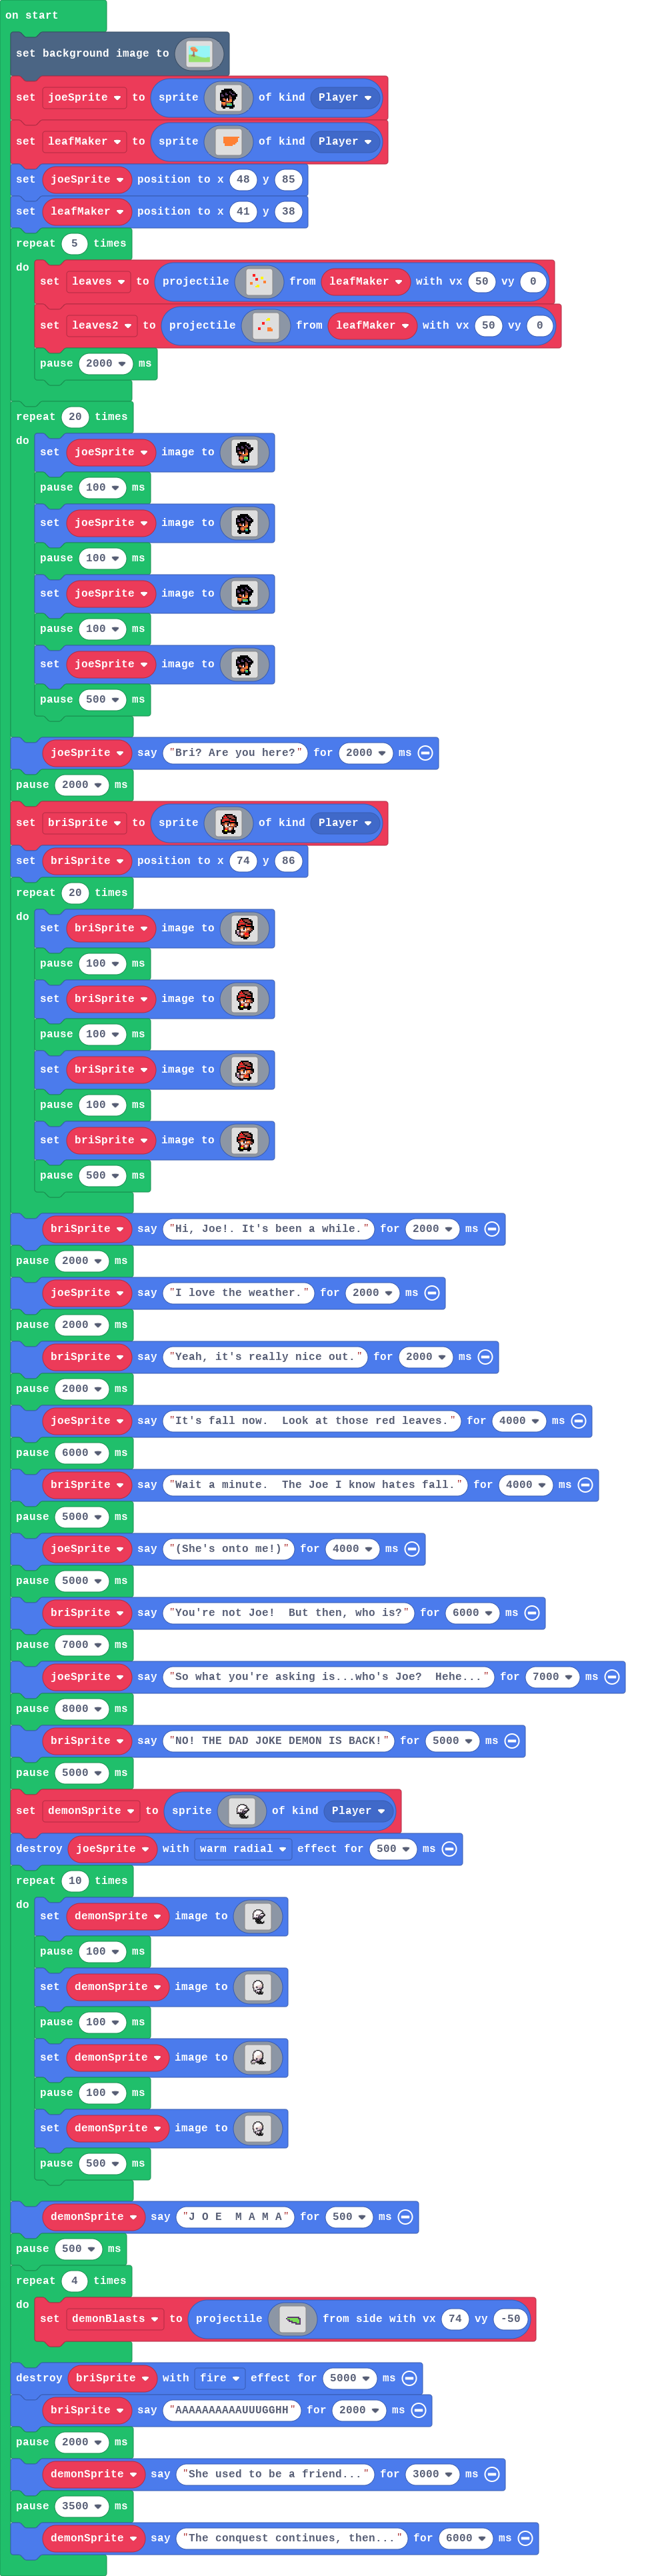 on start
set background image to
set joeSprite to sprite of kind Player
set leafMaker to sprite of kind Player
set joeSprite position to x 48 y 85
set leafMaker position to x 41 y 38
repeat 5 times
do set leaves to projectile from leafMaker with vx 50 vy 0
set leaves2 to projectile from leafMaker with vx 50 vy 0
pause 2000 ms
repeat 20 times
do set joeSprite image to
pause 100 ms
set joeSprite image to
pause 100 ms
set joeSprite image to
pause 100 ms
set joeSprite image to
pause 500 ms
joeSprite say "Bri? Are you here?" for 2000 ms
pause 2000 ms
set briSprite to sprite of kind Player
set briSprite position to x 74 y 86
repeat 20 times
do set briSprite image to
pause 100 ms
set briSprite image to
pause 100 ms
set briSprite image to
pause 100 ms
set briSprite image to
pause 500 ms
briSprite say "Hi, Joe!. It's been a while." for 2000 ms
pause 2000 ms
joeSprite say "I love the weather." for 2000 ms
pause 2000 ms
briSprite say "Yeah, it's really nice out." for 2000 ms
pause 2000 ms
joeSprite say "It's fall now.  Look at those red leaves." for 4000 ms
pause 6000 ms
briSprite say "Wait a minute.  The Joe I know hates fall." for 4000 ms
pause 5000 ms
joeSprite say "(She's onto me!)" for 4000 ms
pause 5000 ms
briSprite say "You're not Joe!  But then, who is?" for 6000 ms
pause 7000 ms
joeSprite say "So what you're asking is...who's Joe?  Hehe..." for 7000 ms
pause 8000 ms
briSprite say "NO! THE DAD JOKE DEMON IS BACK!" for 5000 ms
pause 5000 ms
set demonSprite to sprite of kind Player
destroy joeSprite with warm radial effect for 500 ms
repeat 10 times
do set demonSprite image to
pause 100 ms
set demonSprite image to
pause 100 ms
set demonSprite image to
pause 100 ms
set demonSprite image to
pause 500 ms
demonSprite say "J O E  M A M A" for 500 ms
pause 500 ms
repeat 4 times
do set demonBlasts to projectile from side with vx 74 vy -50
destroy briSprite with fire effect for 5000 ms
briSprite say "AAAAAAAAAAUUUGGHH" for 2000 ms
pause 2000 ms
demonSprite say "She used to be a friend..." for 3000 ms
pause 3500 ms
demonSprite say "The conquest continues, then..." for 6000 ms